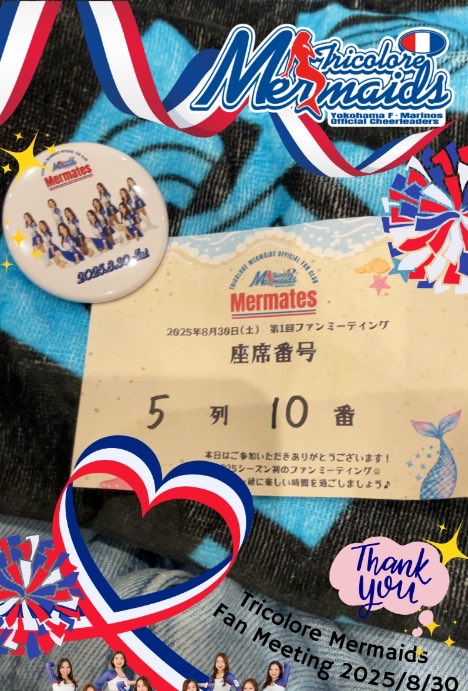 Tricolore
Mermaids
Yokohama F・Marinos
Official Cheerleaders
Mermates
2025.8.30 Sat
TRICOLORE MERMAIDS OFFICIAL FAN CLUB
Mermaids
Mermates
2025年8月30日(土) 第1回ファンミーティング
座席番号
5 列 10 番
本日はご参加いただきありがとうございます！
2025シーズン初のファンミーティング☺
一緒に楽しい時間を過ごしましょう♪
Thank
you
Tricolore Mermaids
Fan Meeting 2025/8/30